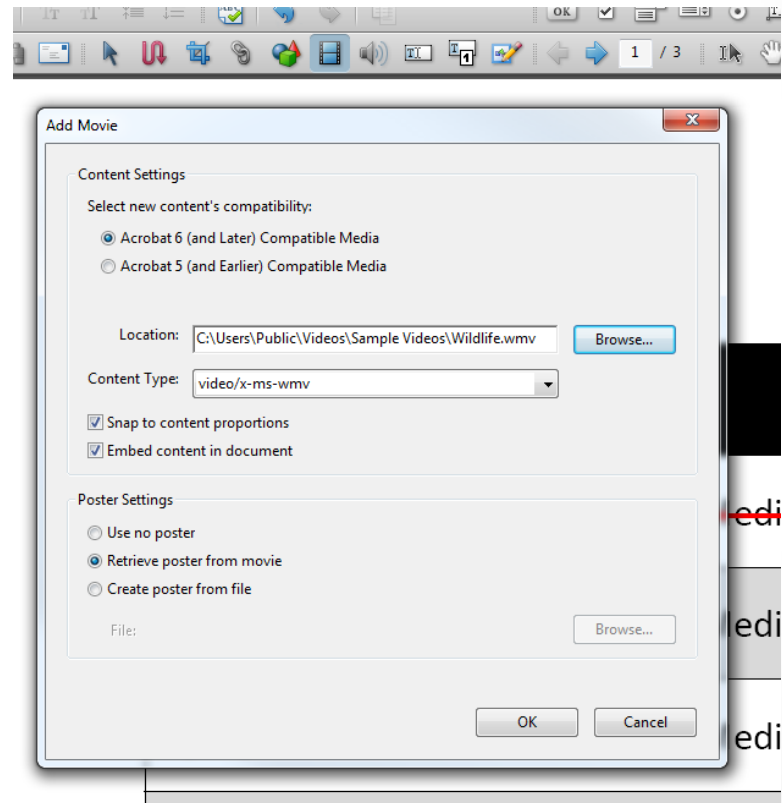 OK
1 / 3
Add Movie
Content Settings
Select new content's compatibility:
Acrobat 6 (and Later) Compatible Media
Acrobat 5 (and Earlier) Compatible Media
Location: C:\Users\Public\Videos\Sample Videos\Wildlife.wmv Browse...
Content Type: video/x-ms-wmv
Snap to content proportions
Embed content in document
Poster Settings
Use no poster
Retrieve poster from movie
Create poster from file
File: Browse...
OK Cancel